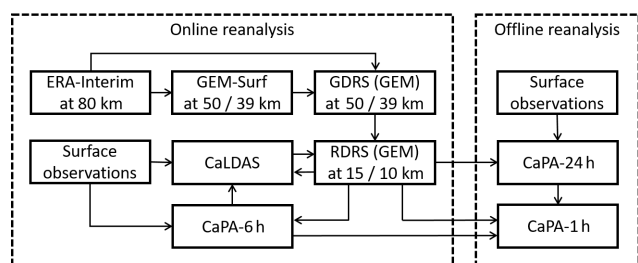 Online reanalysis
Offline reanalysis
ERA-Interim
at 80 km
GEM-Surf
at 50 / 39 km
GDRS (GEM)
at 50 / 39 km
Surface
observations
Surface
observations
CaLDAS
RDRS (GEM)
at 15 / 10 km
CaPA-24 h
CaPA-6 h
CaPA-1 h